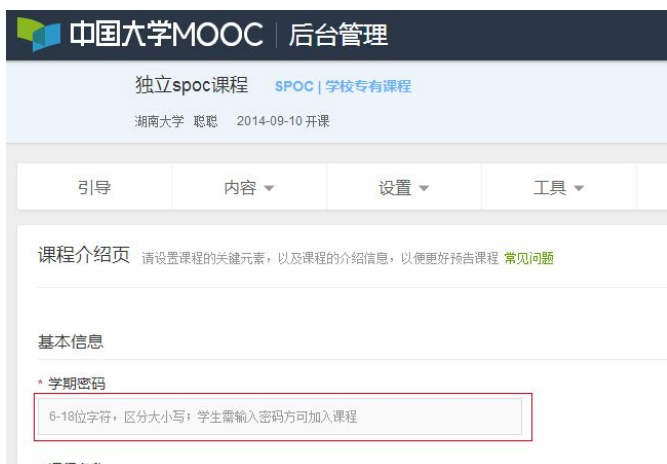 中国大学MOOC | 后台管理
独立spoc课程 SPOC | 学校专有课程
湖南大学 聪聪 2014-09-10 开课
引导 内容 设置 工具
课程介绍页 请设置课程的关键元素，以及课程的介绍信息，以便更好预告课程 常见问题
基本信息
* 学期密码
6-18位字符，区分大小写；学生需输入密码方可加入课程